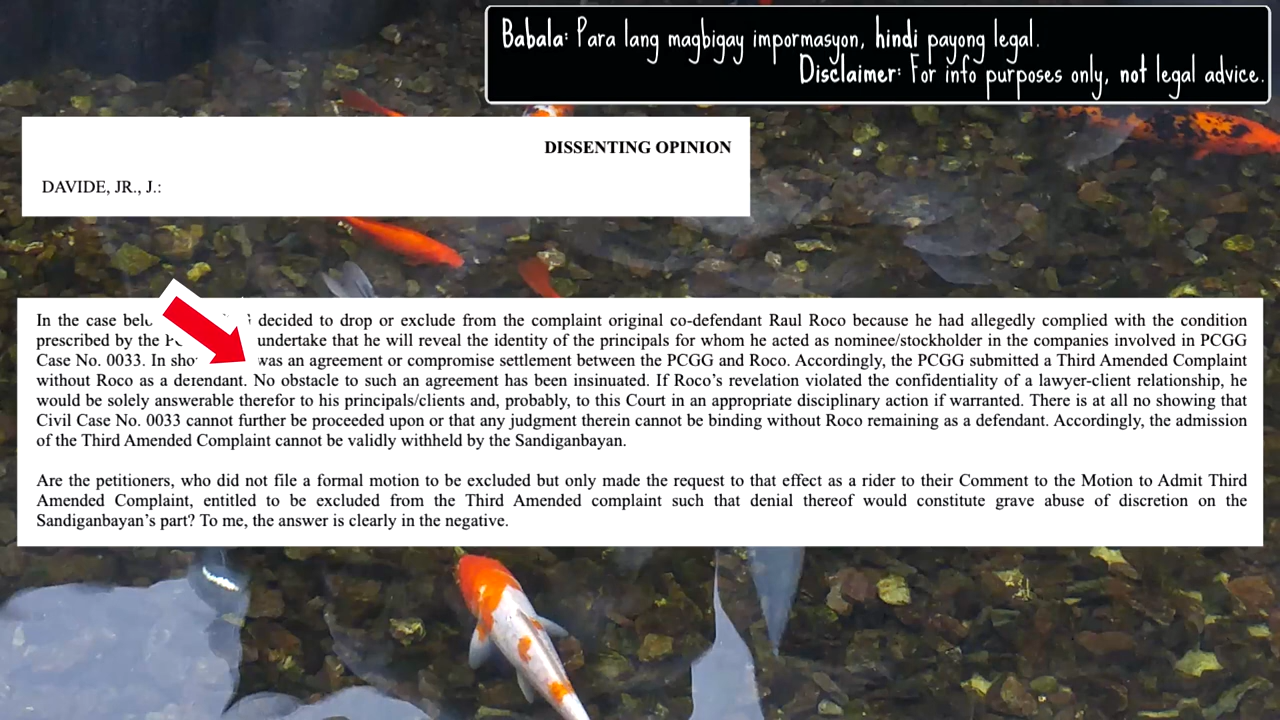 Babala: Para lang magbigay impormasyon, hindi payong legal.
Disclaimer: For info purposes only, not legal advice.
DISSENTING OPINION
DAVIDE, JR., J.:
In the case decided to drop or exclude from the complaint original co-defendant Raul Roco because he had allegedly complied with the condition
prescribed by the undertake that he will reveal the identity of the principals for whom he acted as nominee/stockholder in the companies involved in PCGG
Case No. 0033. In was an agreement or compromise settlement between the PCGG and Roco. Accordingly, the PCGG submitted a Third Amended Complaint
without Roco as a defendant. No obstacle to such an agreement has been insinuated. If Roco's revelation violated the confidentiality of a lawyer-client relationship, he
would be solely answerable therefor to his principals/clients and, probably, to this Court in an appropriate disciplinary action if warranted. There is at all no showing that
Civil Case No. 0033 cannot further be proceeded upon or that any judgment therein cannot be binding without Roco remaining as a defendant. Accordingly, the admission
of the Third Amended Complaint cannot be validly withheld by the Sandiganbayan.
Are the petitioners, who did not file a formal motion to be excluded but only made the request to that effect as a rider to their Comment to the Motion to Admit Third
Amended Complaint, entitled to be excluded from the Third Amended complaint such that denial thereof would constitute grave abuse of discretion on the
Sandiganbayan's part? To me, the answer is clearly in the negative.